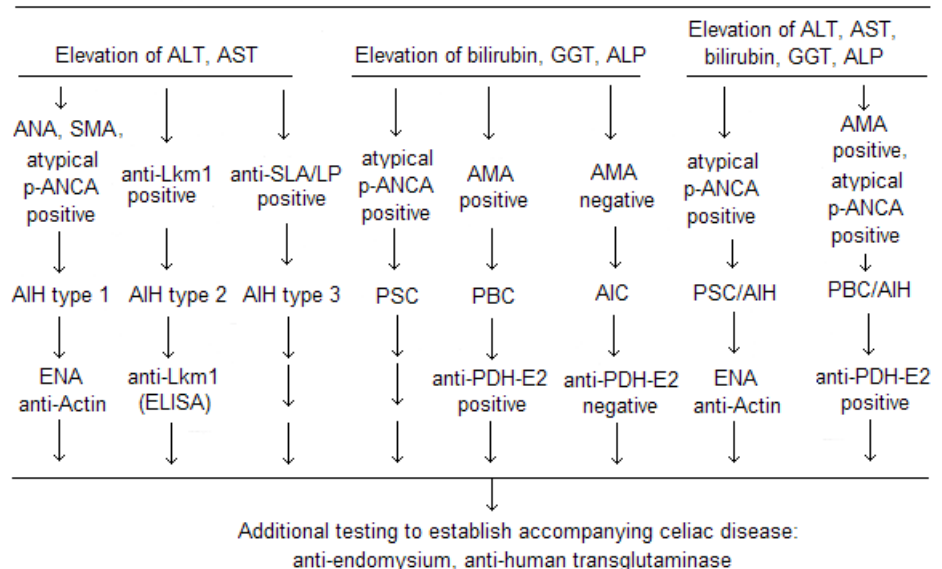 Elevation of ALT, AST
Elevation of bilirubin, GGT, ALP
Elevation of ALT, AST,
bilirubin, GGT, ALP
ANA, SMA,
atypical
p-ANCA
positive
anti-Lkm1
positive
anti-SLA/LP
positive
atypical
p-ANCA
positive
AMA
positive
AMA
negative
atypical
p-ANCA
positive
AMA
positive,
atypical
p-ANCA
positive
AIH type 1
AIH type 2
AIH type 3
PSC
PBC
AIC
PSC/AIH
PBC/AIH
ENA
anti-Actin
anti-Lkm1
(ELISA)
anti-PDH-E2
positive
anti-PDH-E2
negative
ENA
anti-Actin
anti-PDH-E2
positive
Additional testing to establish accompanying celiac disease:
anti-endomysium, anti-human transglutaminase